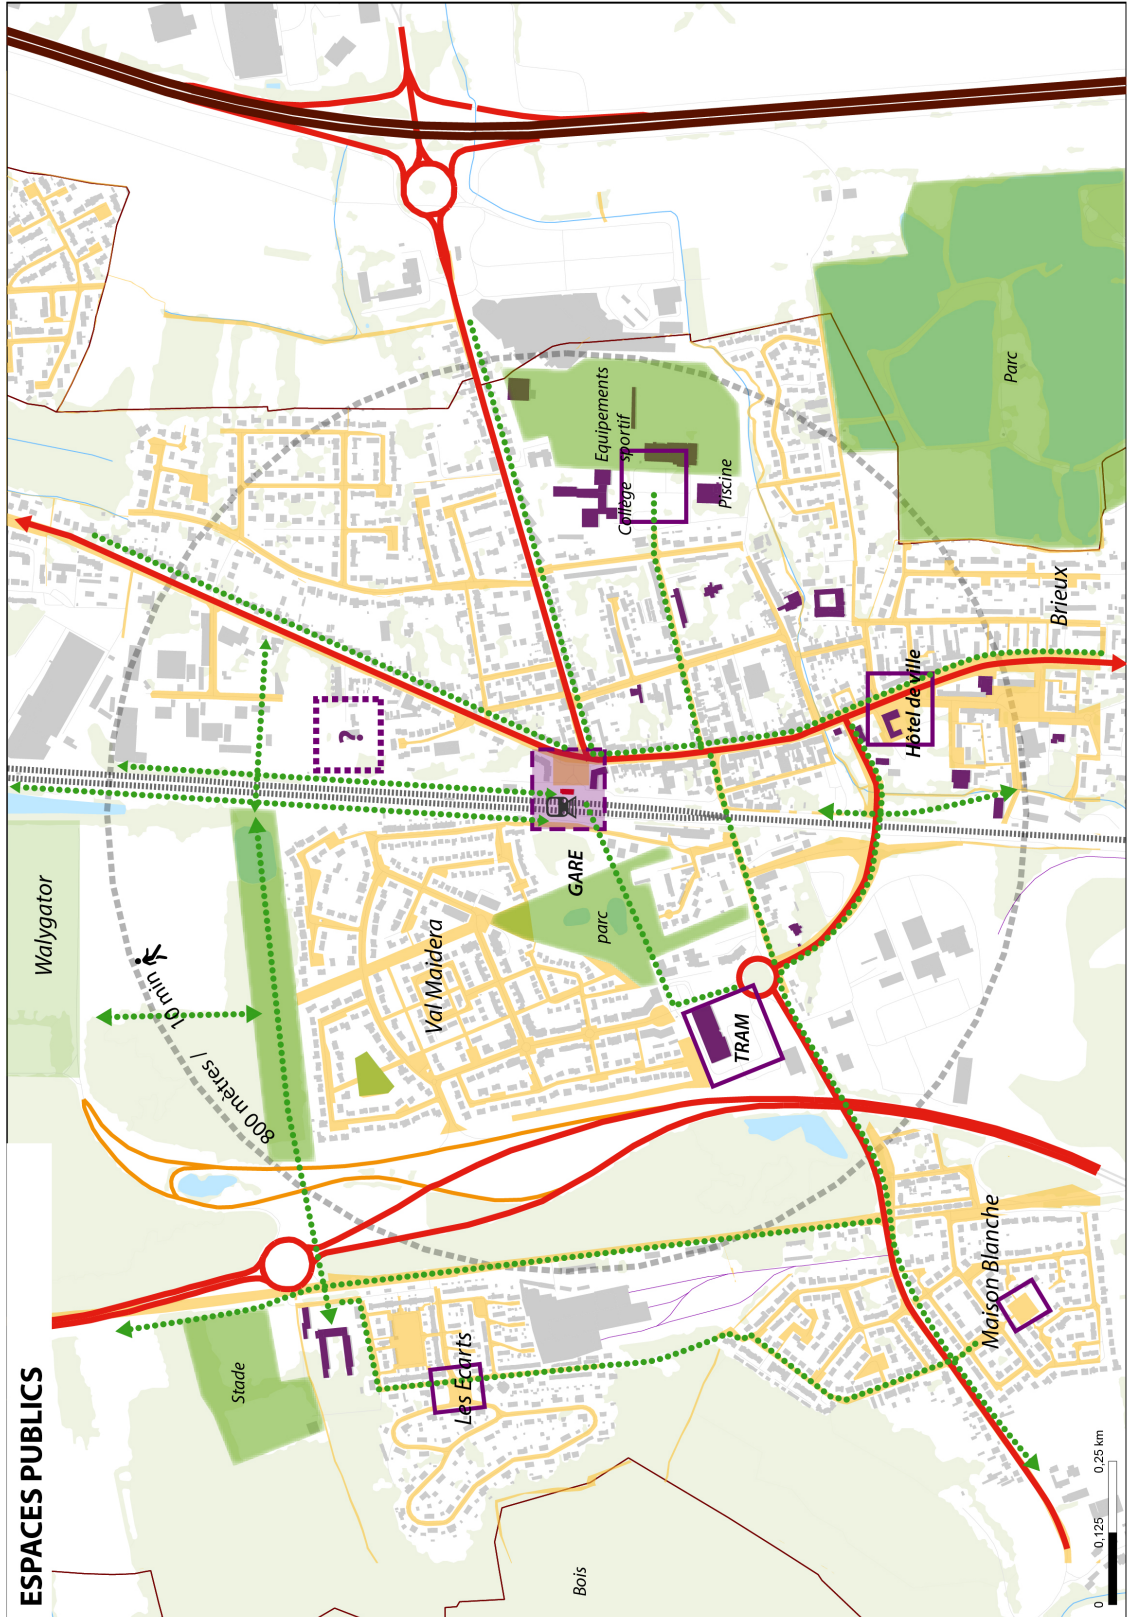 ESPACES PUBLICS
Walygator
800 mètres / 10 min
Stade
?
Val Maidera
Les Ecarts
GARE
Bois
parc
Equipements
sportif
Collège
Piscine
TRAM
Hôtel de ville
Maison Blanche
Parc
Brieux
0 0,125 0,25 km